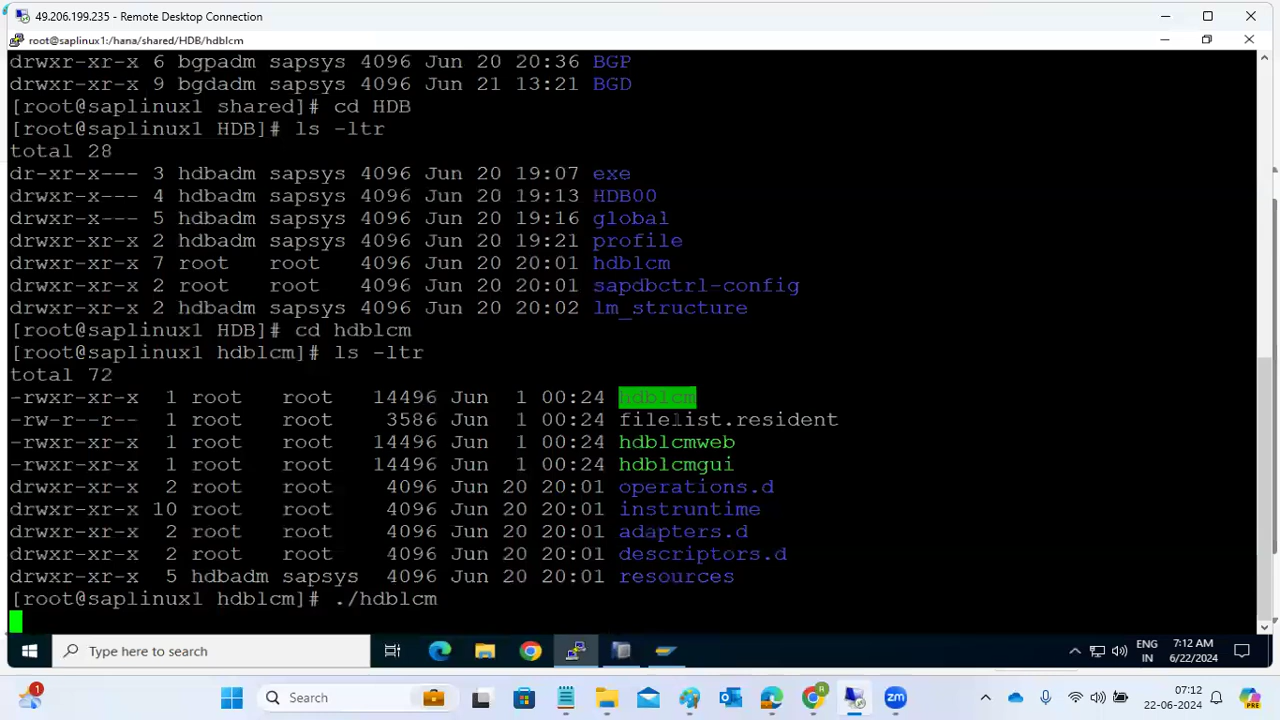 49.206.199.235 - Remote Desktop Connection
root@saplinux1:/hana/shared/HDB/hdblcm
drwxr-xr-x 6 bgpadm sapsys 4096 Jun 20 20:36 BGP
drwxr-xr-x 9 bgdadm sapsys 4096 Jun 21 13:21 BGD
[root@saplinux1 shared]# cd HDB
[root@saplinux1 HDB]# ls -ltr
total 28
dr-xr-x--- 3 hdbadm sapsys 4096 Jun 20 19:07 exe
drwxr-x--- 4 hdbadm sapsys 4096 Jun 20 19:13 HDB00
drwxr-x--- 5 hdbadm sapsys 4096 Jun 20 19:16 global
drwxr-xr-x 2 hdbadm sapsys 4096 Jun 20 19:21 profile
drwxr-xr-x 7 root root 4096 Jun 20 20:01 hdblcm
drwxr-xr-x 2 root root 4096 Jun 20 20:01 sapdbctrl-config
drwxr-xr-x 2 hdbadm sapsys 4096 Jun 20 20:02 lm_structure
[root@saplinux1 HDB]# cd hdblcm
[root@saplinux1 hdblcm]# ls -ltr
total 72
-rwxr-xr-x 1 root root 14496 Jun 1 00:24 hdblcm
-rw-r--r-- 1 root root 3586 Jun 1 00:24 filelist.resident
-rwxr-xr-x 1 root root 14496 Jun 1 00:24 hdblcmweb
-rwxr-xr-x 1 root root 14496 Jun 1 00:24 hdblcmgui
drwxr-xr-x 2 root root 4096 Jun 20 20:01 operations.d
drwxr-xr-x 10 root root 4096 Jun 20 20:01 instruntime
drwxr-xr-x 2 root root 4096 Jun 20 20:01 adapters.d
drwxr-xr-x 2 root root 4096 Jun 20 20:01 descriptors.d
drwxr-xr-x 5 hdbadm sapsys 4096 Jun 20 20:01 resources
[root@saplinux1 hdblcm]# ./hdblcm
Type here to search
ENG
IN
7:12 AM
6/22/2024
1
Search
R
zm
07:12
22-06-2024
PRE